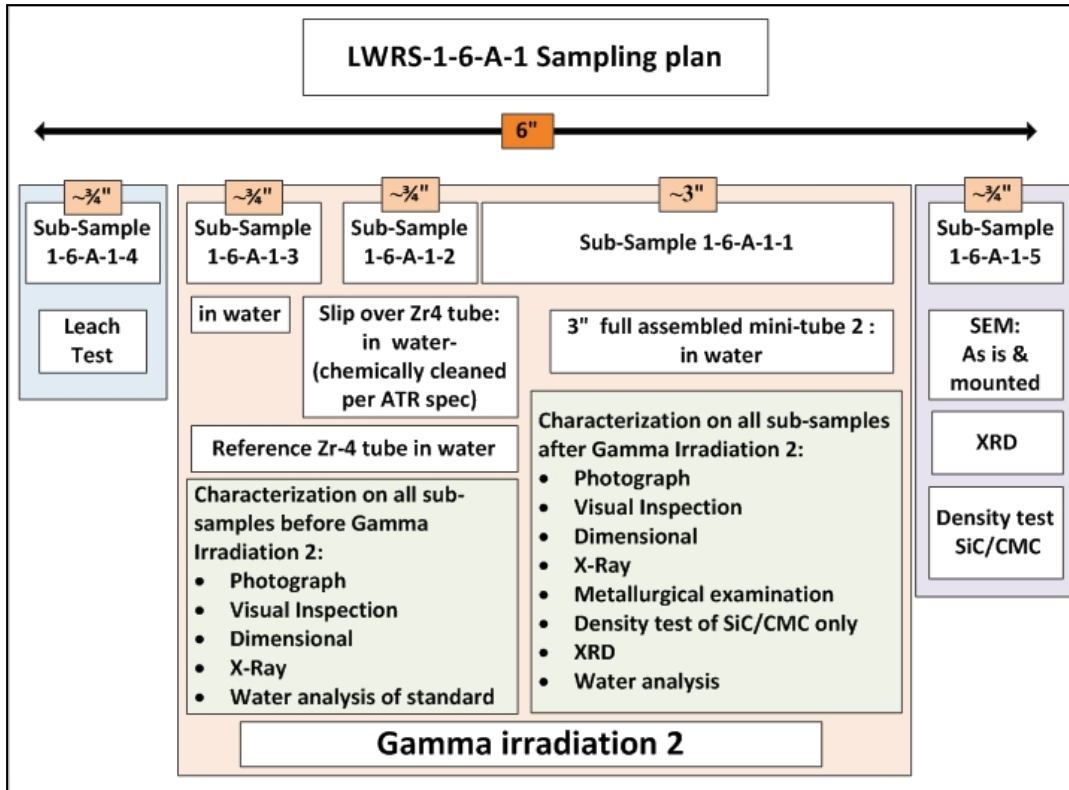 LWRS-1-6-A-1 Sampling plan
6"
~¾"
Sub-Sample
1-6-A-1-4
Leach
Test
~¾"
Sub-Sample
1-6-A-1-3
in water
~¾"
Sub-Sample
1-6-A-1-2
Slip over Zr4 tube:
in water-
(chemically cleaned
per ATR spec)
~3"
Sub-Sample 1-6-A-1-1
3" full assembled mini-tube 2 :
in water
Reference Zr-4 tube in water
Characterization on all sub-
samples before Gamma
Irradiation 2:
• Photograph
• Visual Inspection
• Dimensional
• X-Ray
• Water analysis of standard
Characterization on all sub-samples
after Gamma Irradiation 2:
• Photograph
• Visual Inspection
• Dimensional
• X-Ray
• Metallurgical examination
• Density test of SiC/CMC only
• XRD
• Water analysis
Gamma irradiation 2
~¾"
Sub-Sample
1-6-A-1-5
SEM:
As is &
mounted
XRD
Density test
SiC/CMC